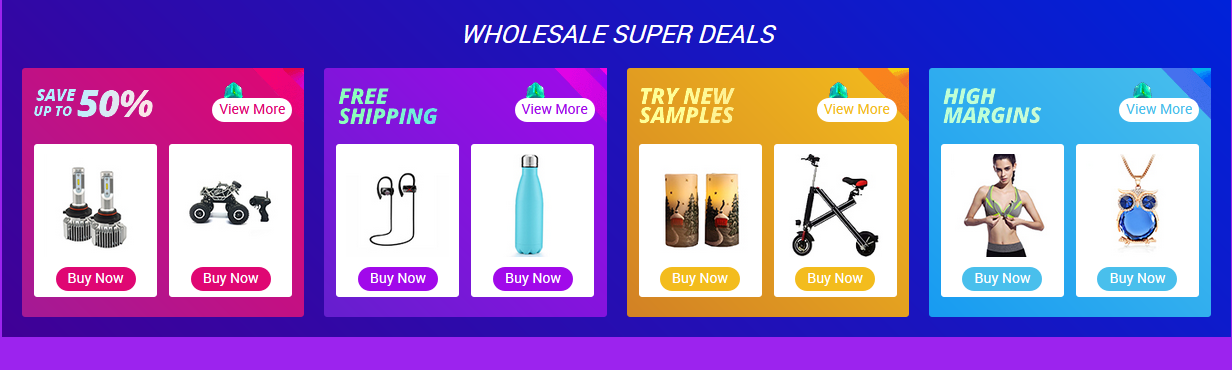 WHOLESALE SUPER DEALS
SAVE
UP TO 50%
View More
Buy Now
Buy Now
FREE
SHIPPING
View More
Buy Now
Buy Now
TRY NEW
SAMPLES
View More
Buy Now
Buy Now
HIGH
MARGINS
View More
Buy Now
Buy Now